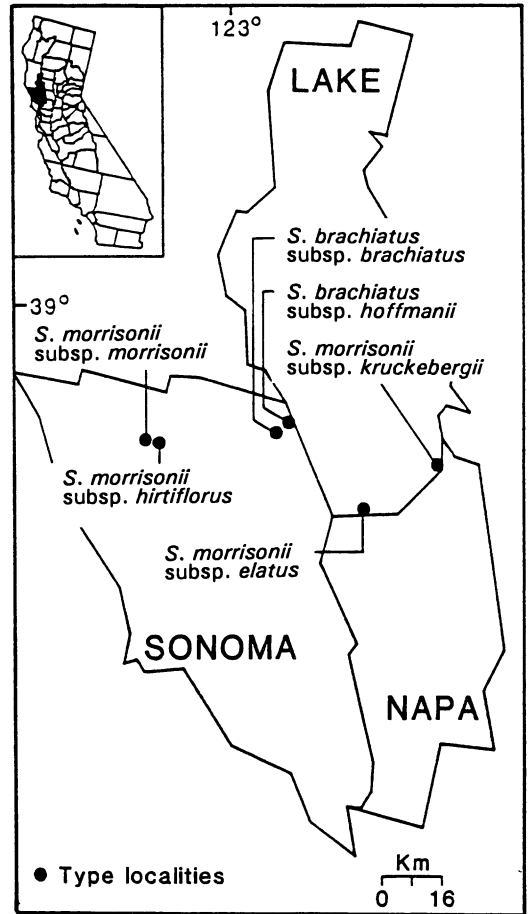 123°
LAKE
S. brachiatus
subsp. brachiatus
S. brachiatus
subsp. hoffmanii
39°
S. morrisonii
subsp. morrisonii
S. morrisonii
subsp. kruckebergii
S. morrisonii
subsp. hirtiflorus
S. morrisonii
subsp. elatus
SONOMA
NAPA
Type localities
Km
0 16